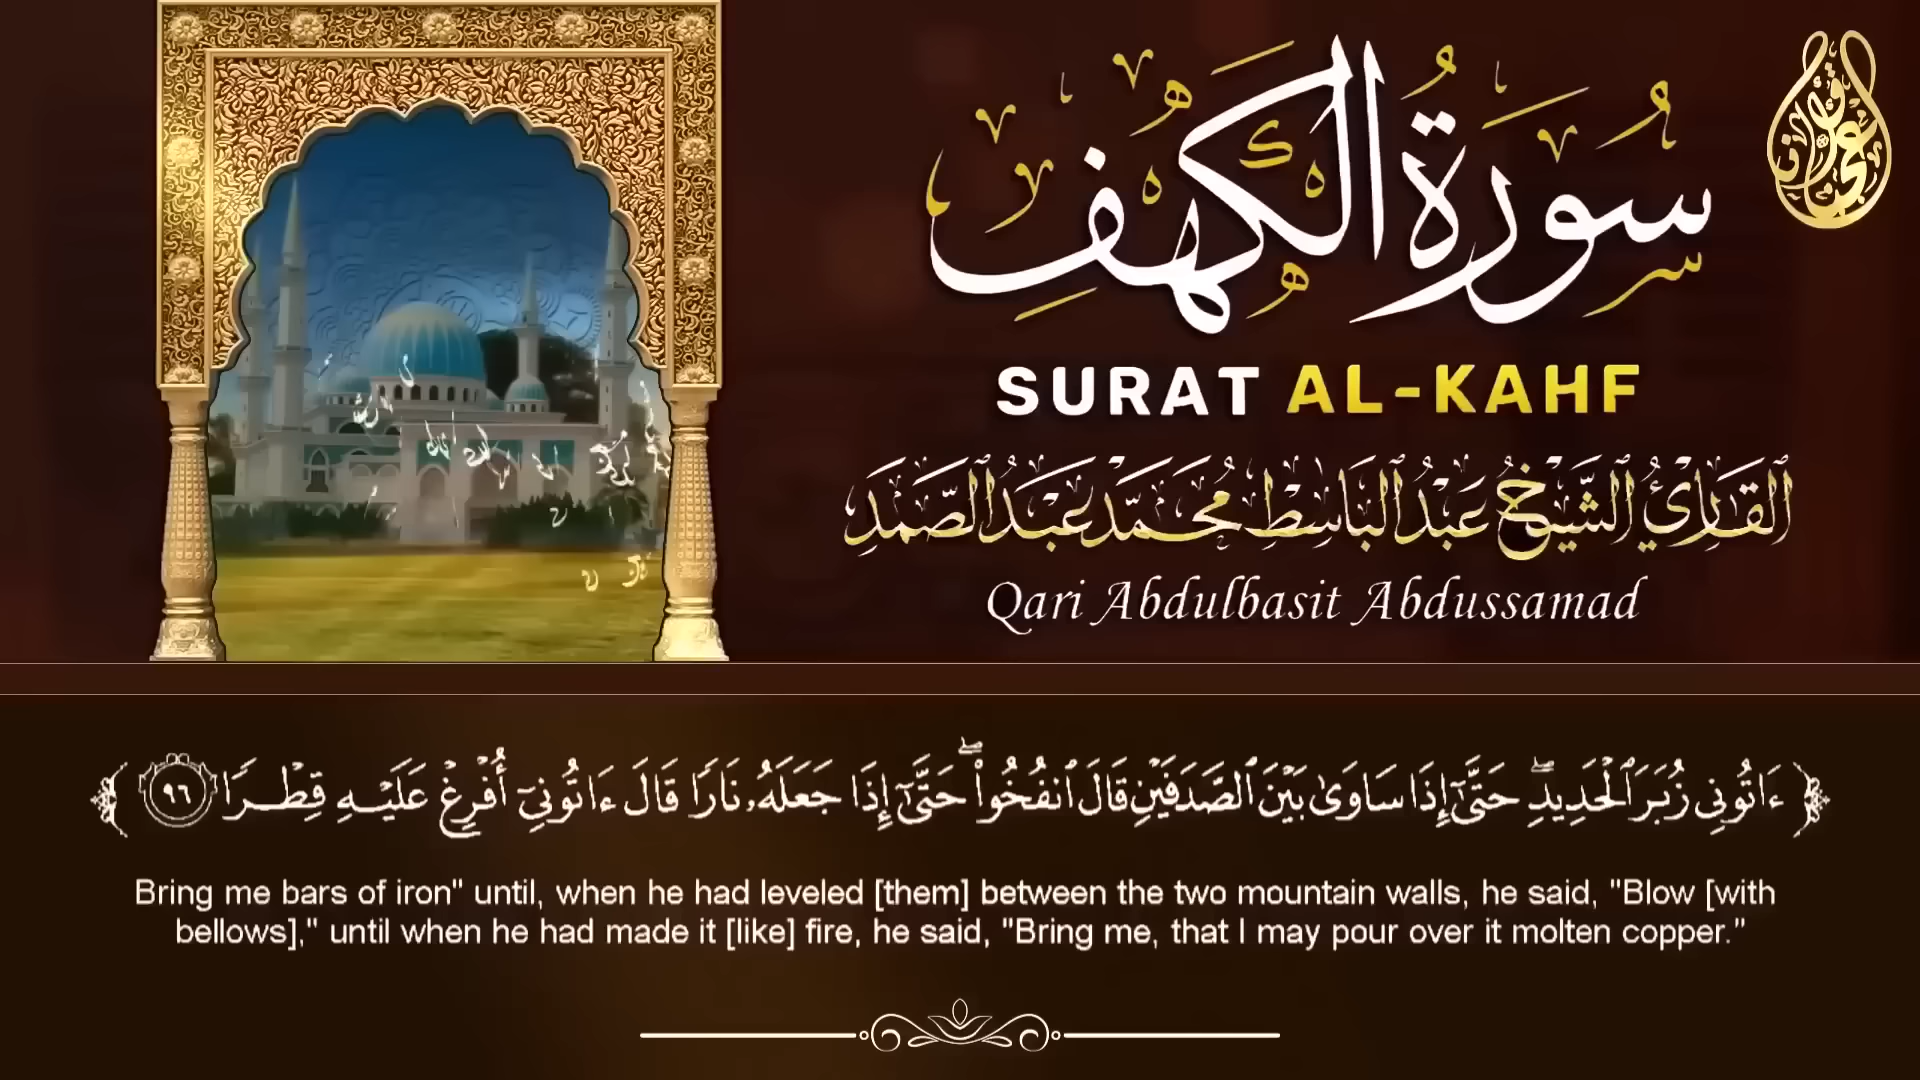 سورة الكهف
SURAT AL-KAHF
القارئ الشيخ عبد الباسط محمد عبد الصمد
Qari Abdulbasit Abdussamad
ءَاتُونِى زُبَرَ ٱلْحَدِيدِ ۖ حَتَّىٰٓ إِذَا سَاوَىٰ بَيْنَ ٱلصَّدَفَيْنِ قَالَ ٱنفُخُوا۟ ۖ حَتَّىٰٓ إِذَا جَعَلَهُۥ نَارًا قَالَ ءَاتُونِىٓ أُفْرِغْ عَلَيْهِ قِطْرًا ٩٦
Bring me bars of iron" until, when he had leveled [them] between the two mountain walls, he said, "Blow [with
bellows]," until when he had made it [like] fire, he said, "Bring me, that I may pour over it molten copper."